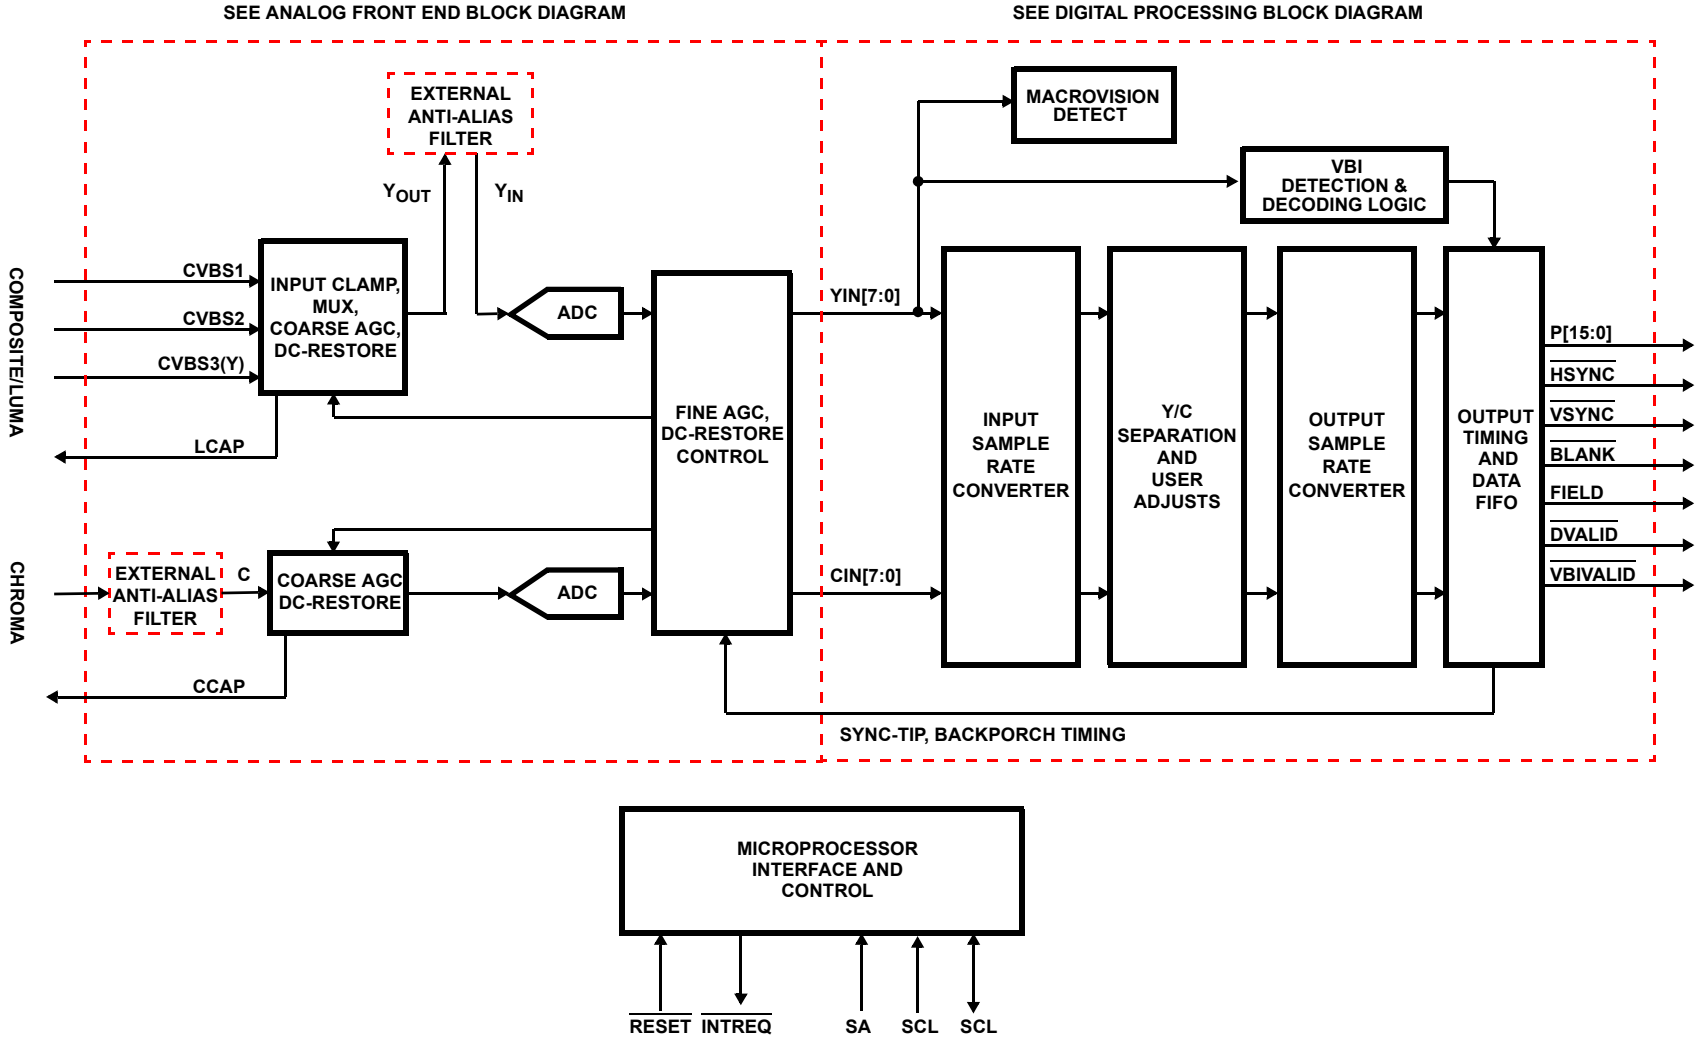 SEE ANALOG FRONT END BLOCK DIAGRAM
SEE DIGITAL PROCESSING BLOCK DIAGRAM
EXTERNAL
ANTI-ALIAS
FILTER
MACROVISION
DETECT
VBI
DETECTION &
DECODING LOGIC
YOUT
YIN
COMPOSITE/LUMA
CVBS1
CVBS2
CVBS3(Y)
LCAP
INPUT CLAMP,
MUX,
COARSE AGC,
DC-RESTORE
ADC
FINE AGC,
DC-RESTORE
CONTROL
YIN[7:0]
CIN[7:0]
INPUT
SAMPLE
RATE
CONVERTER
Y/C
SEPARATION
AND
USER
ADJUSTS
OUTPUT
SAMPLE
RATE
CONVERTER
OUTPUT
TIMING
AND
DATA
FIFO
P[15:0]
HSYNC
VSYNC
BLANK
FIELD
DVALID
VBIVALID
CHROMA
EXTERNAL
ANTI-ALIAS
FILTER
C
COARSE AGC
DC-RESTORE
ADC
CCAP
SYNC-TIP, BACKPORCH TIMING
MICROPROCESSOR
INTERFACE AND
CONTROL
RESET
INTREQ
SA
SCL
SCL